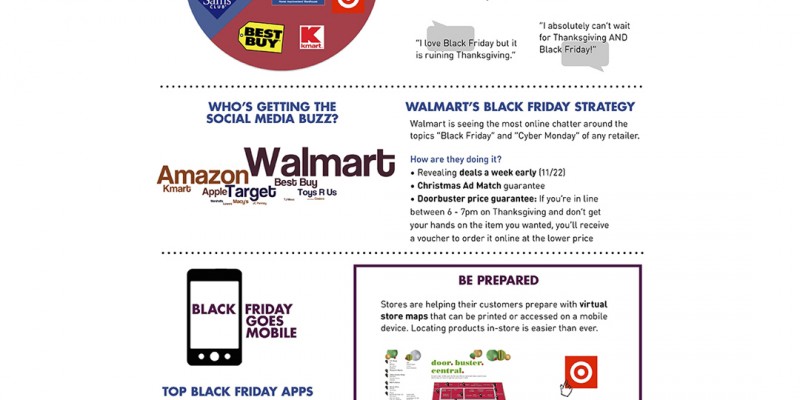 Sam's
CLUB
BEST
BUY
kmart
"I love Black Friday but it
is ruining Thanksgiving."
"I absolutely can't wait
for Thanksgiving AND
Black Friday!"
WHO'S GETTING THE
SOCIAL MEDIA BUZZ?
Walmart
Amazon
Best Buy
Kmart
Apple
Target
Toys R Us
Macy's
WALMART'S BLACK FRIDAY STRATEGY
Walmart is seeing the most online chatter around the
topics "Black Friday" and "Cyber Monday" of any retailer.
How are they doing it?
• Revealing deals a week early (11/22)
• Christmas Ad Match guarantee
• Doorbuster price guarantee: If you're in line
between 6 - 7pm on Thanksgiving and don't get
your hands on the item you wanted, you'll receive
a voucher to order it online at the lower price
BLACK FRIDAY
GOES
MOBILE
TOP BLACK FRIDAY APPS
BE PREPARED
Stores are helping their customers prepare with virtual
store maps that can be printed or accessed on a mobile
device. Locating products in-store is easier than ever.
door. buster.
central.